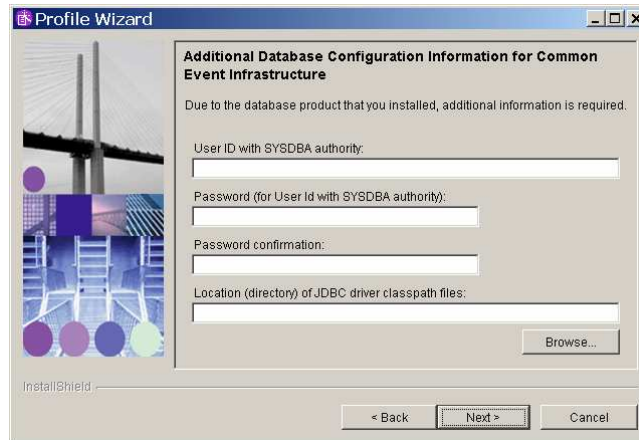 Profile Wizard
Additional Database Configuration Information for Common
Event Infrastructure
Due to the database product that you installed, additional information is required.
User ID with SYSDBA authority:
Password (for User Id with SYSDBA authority):
Password confirmation:
Location (directory) of JDBC driver classpath files:
Browse...
InstallShield
< Back
Next >
Cancel